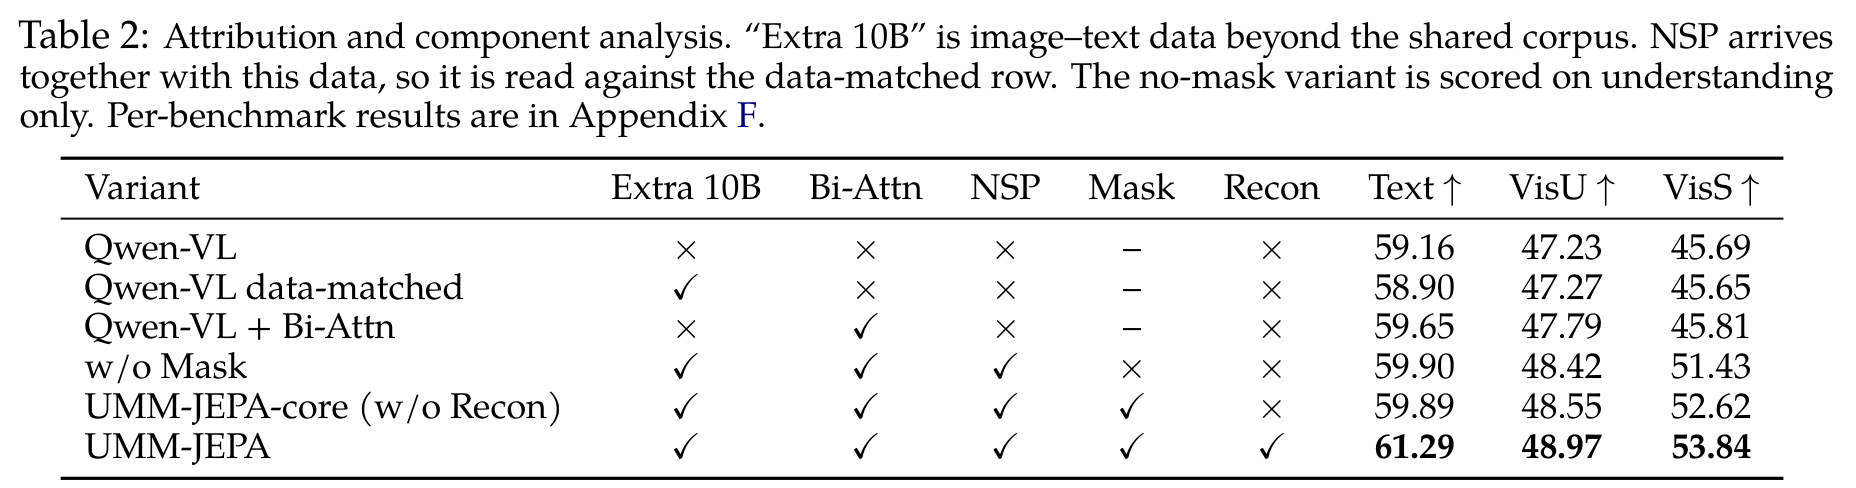 Table 2: Attribution and component analysis. “Extra 10B” is image–text data beyond the shared corpus. NSP arrives
together with this data, so it is read against the data-matched row. The no-mask variant is scored on understanding
only. Per-benchmark results are in Appendix F.
Variant Extra 10B Bi-Attn NSP Mask Recon Text ↑ VisU ↑ VisS ↑
Qwen-VL × × × – × 59.16 47.23 45.69
Qwen-VL data-matched ✓ × × – × 58.90 47.27 45.65
Qwen-VL + Bi-Attn × ✓ × – × 59.65 47.79 45.81
w/o Mask ✓ ✓ ✓ × × 59.90 48.42 51.43
UMM-JEPA-core (w/o Recon) ✓ ✓ ✓ ✓ × 59.89 48.55 52.62
UMM-JEPA ✓ ✓ ✓ ✓ ✓ 61.29 48.97 53.84